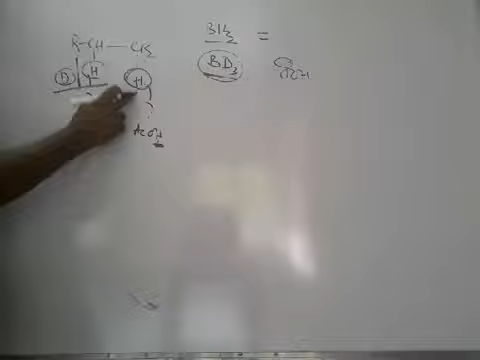 R-CH-CH2 BH3 =
D H H BD3
AcOH